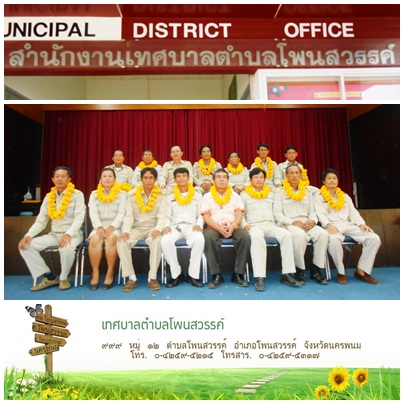 UNICIPAL DISTRICT OFFICE
สำนักงานเทศบาลตำบลโพนสวรรค์
เทศบาลตำบลโพนสวรรค์
๙๙๙ หมู่ ๑๒ ตำบลโพนสวรรค์ อำเภอโพนสวรรค์ จังหวัดนครพนม
โทร. ๐-๔๒๕๙-๕๒๑๕ โทรสาร. ๐-๔๒๕๙-๕๓๑๗